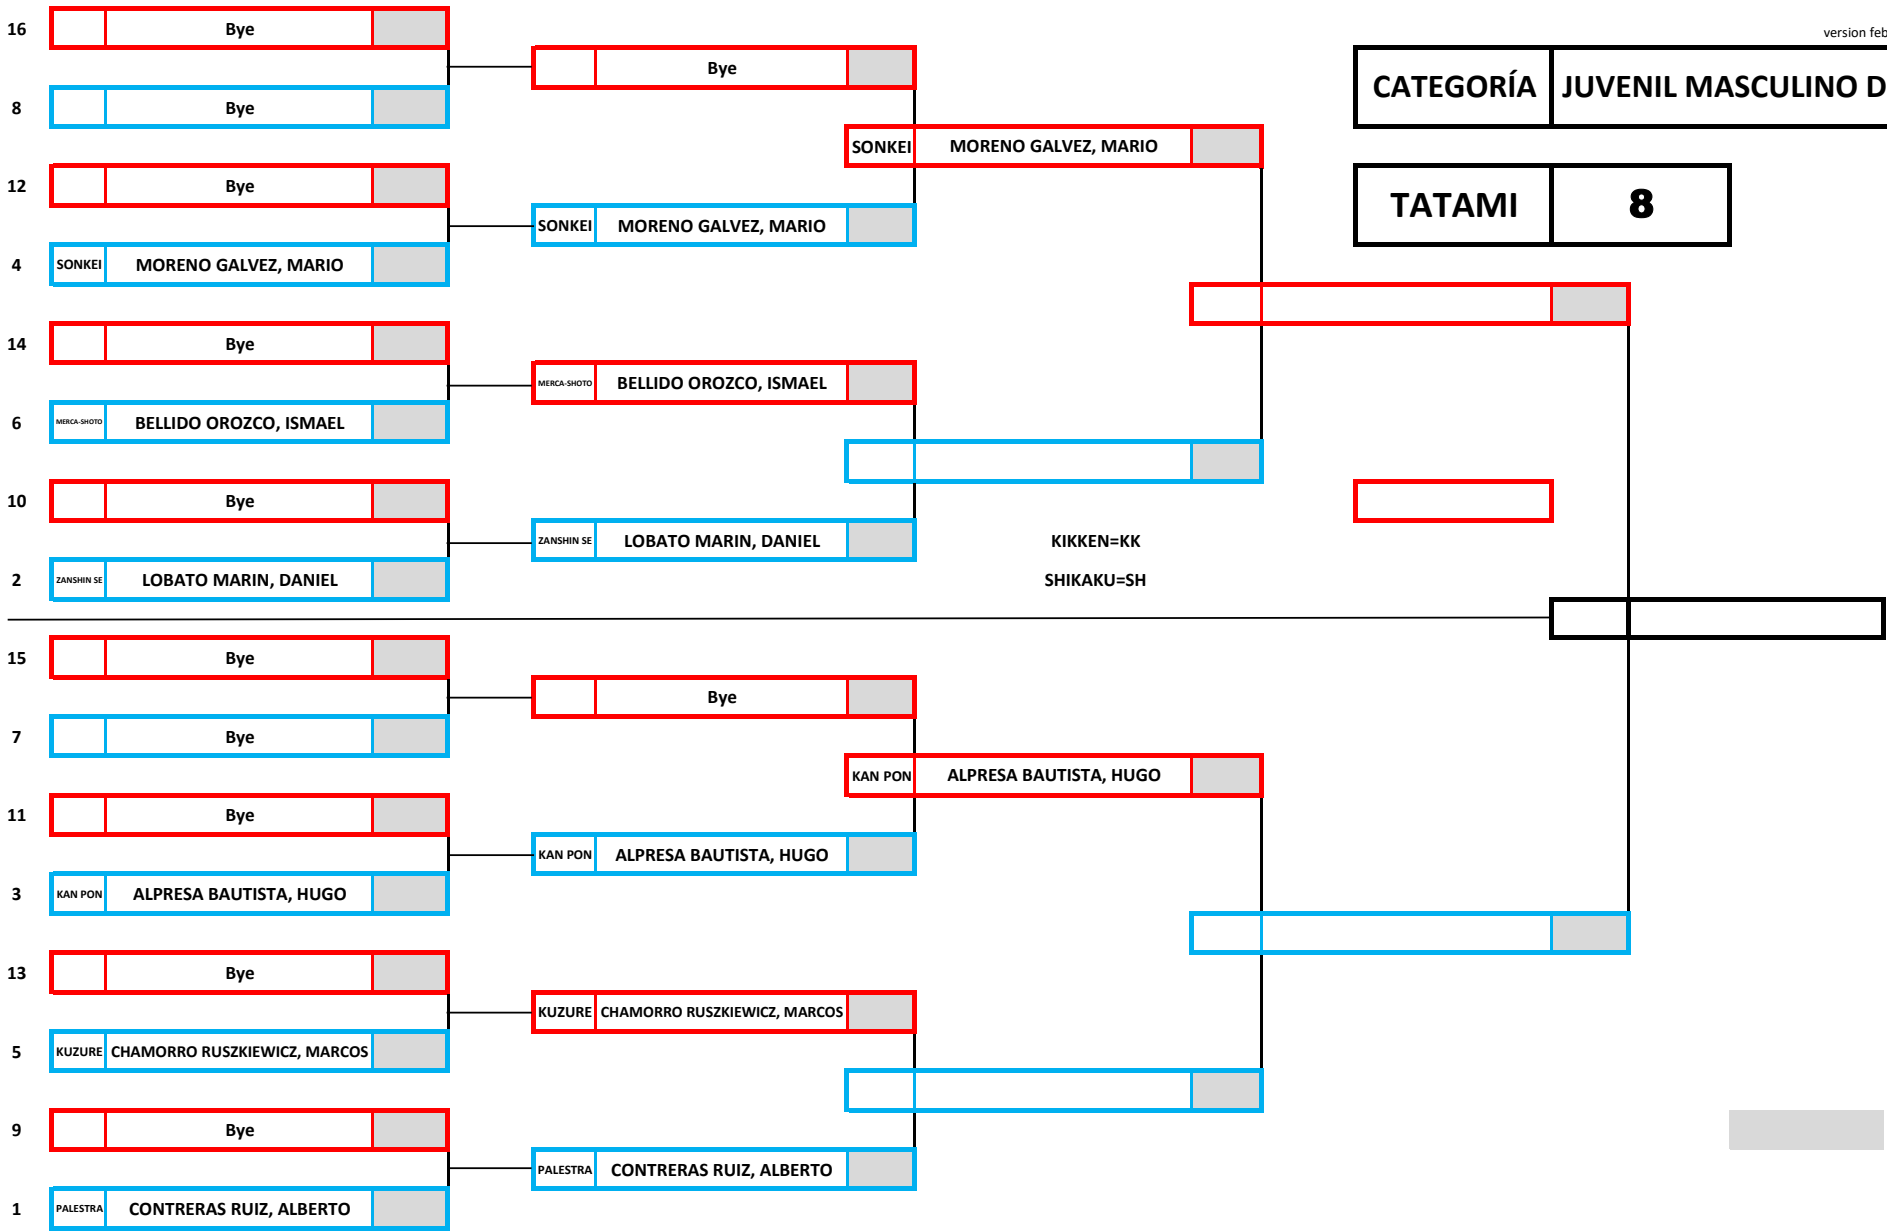 version feb
CATEGORÍA JUVENIL MASCULINO D
TATAMI 8
16 Bye
Bye
8 Bye
SONKEI MORENO GALVEZ, MARIO
12 Bye
SONKEI MORENO GALVEZ, MARIO
4 SONKEI MORENO GALVEZ, MARIO
14 Bye
MERCA-SHOTO BELLIDO OROZCO, ISMAEL
6 MERCA-SHOTO BELLIDO OROZCO, ISMAEL
10 Bye
ZANSHIN SE LOBATO MARIN, DANIEL
KIKKEN=KK
2 ZANSHIN SE LOBATO MARIN, DANIEL
SHIKAKU=SH
15 Bye
Bye
7 Bye
KAN PON ALPRESA BAUTISTA, HUGO
11 Bye
KAN PON ALPRESA BAUTISTA, HUGO
3 KAN PON ALPRESA BAUTISTA, HUGO
13 Bye
KUZURE CHAMORRO RUSZKIEWICZ, MARCOS
5 KUZURE CHAMORRO RUSZKIEWICZ, MARCOS
9 Bye
PALESTRA CONTRERAS RUIZ, ALBERTO
1 PALESTRA CONTRERAS RUIZ, ALBERTO